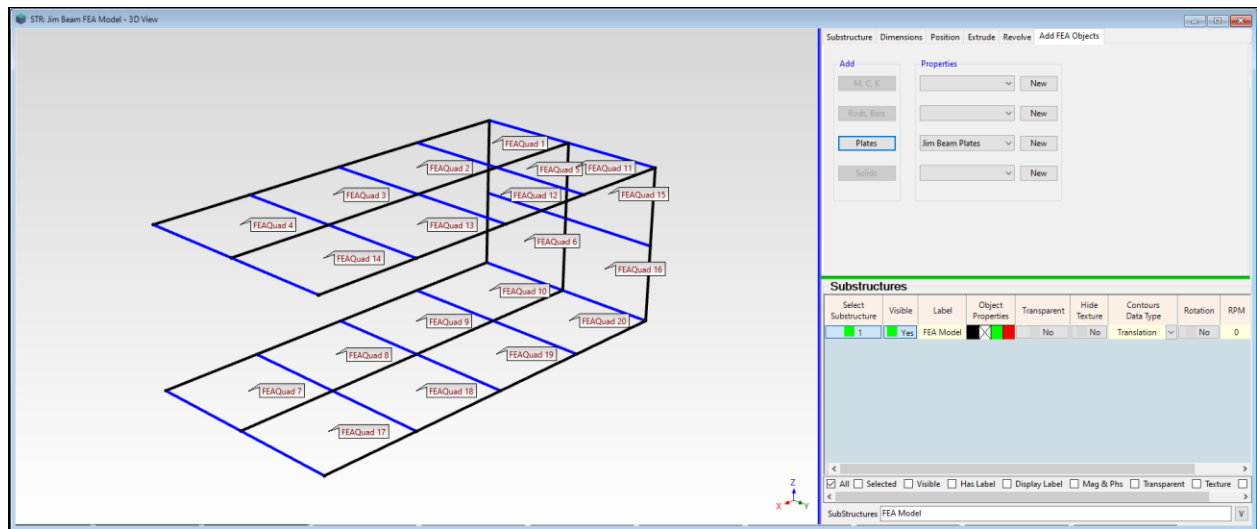 STR: Jim Beam FEA Model - 3D View
Substructure Dimensions Position Extrude Revolve Add FEA Objects
Add Properties
M, C, K New
Rods, Bars New
Plates Jim Beam Plates New
Solids New
FEAQuad 1
FEAQuad 2 FEAQuad 5 FEAQuad 11
FEAQuad 3 FEAQuad 12 FEAQuad 15
FEAQuad 4 FEAQuad 13
FEAQuad 6
FEAQuad 14 FEAQuad 16
FEAQuad 10
FEAQuad 9 FEAQuad 20
FEAQuad 8 FEAQuad 19
FEAQuad 7 FEAQuad 18
FEAQuad 17
Z
X Y
Substructures
Select Substructure Visible Label Object Properties Transparent Hide Texture Contours Data Type Rotation RPM
1 Yes FEA Model No No Translation No 0
All Selected Visible Has Label Display Label Mag & Phs Transparent Texture
SubStructures FEA Model V